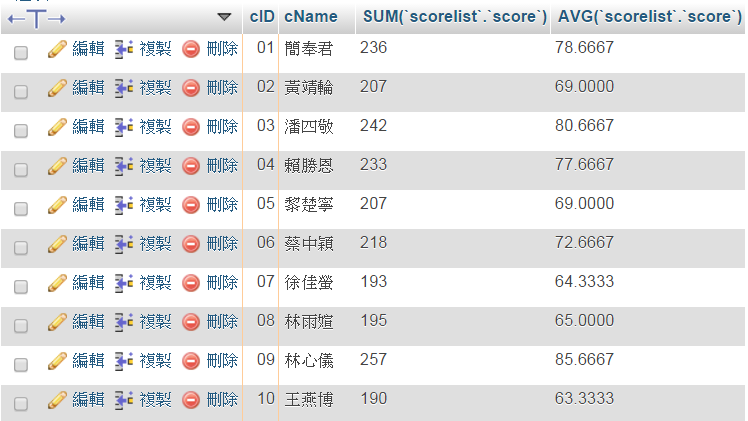 cID cName SUM(`scorelist`.`score`) AVG(`scorelist`.`score`)
編輯 複製 刪除 01 簡奉君 236 78.6667
編輯 複製 刪除 02 黃靖輪 207 69.0000
編輯 複製 刪除 03 潘四敬 242 80.6667
編輯 複製 刪除 04 賴勝恩 233 77.6667
編輯 複製 刪除 05 黎楚寧 207 69.0000
編輯 複製 刪除 06 蔡中穎 218 72.6667
編輯 複製 刪除 07 徐佳螢 193 64.3333
編輯 複製 刪除 08 林雨媗 195 65.0000
編輯 複製 刪除 09 林心儀 257 85.6667
編輯 複製 刪除 10 王燕博 190 63.3333